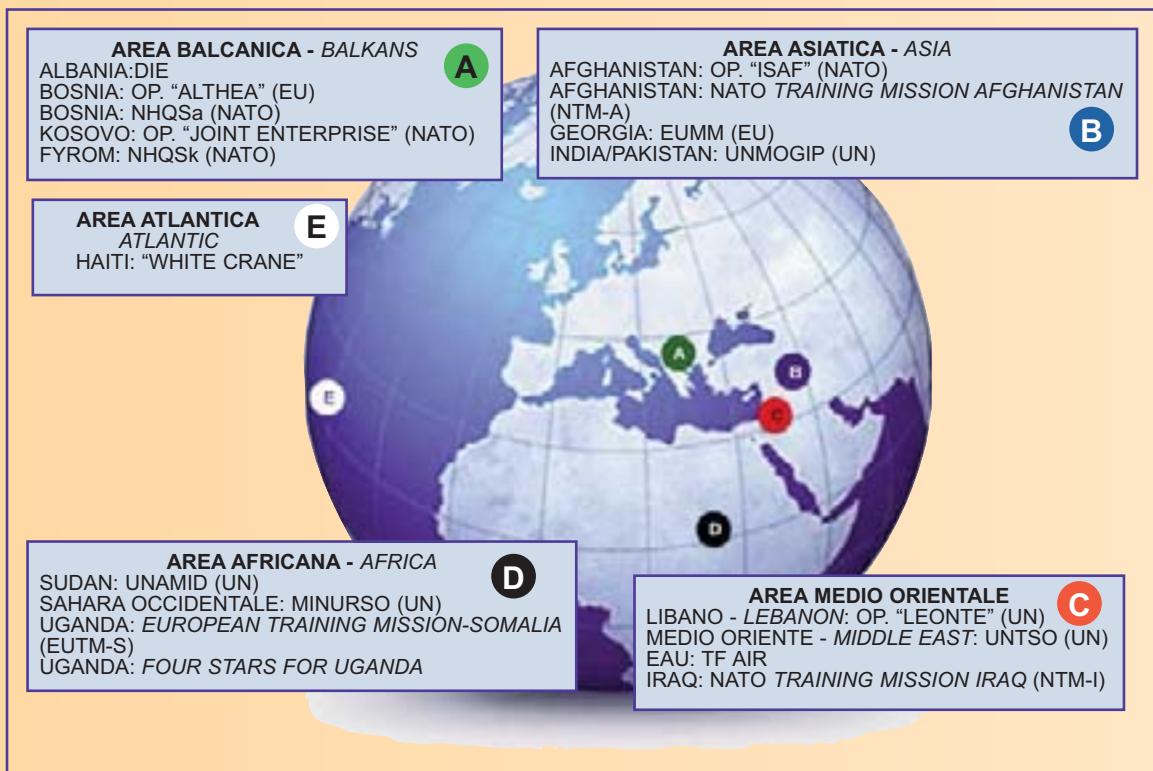 AREA BALCANICA - BALKANS
A
ALBANIA:DIE
BOSNIA: OP. “ALTHEA” (EU)
BOSNIA: NHQSa (NATO)
KOSOVO: OP. “JOINT ENTERPRISE” (NATO)
FYROM: NHQSk (NATO)
AREA ASIATICA - ASIA
AFGHANISTAN: OP. “ISAF” (NATO)
AFGHANISTAN: NATO TRAINING MISSION AFGHANISTAN
(NTM-A)
GEORGIA: EUMM (EU)
INDIA/PAKISTAN: UNMOGIP (UN)
B
AREA ATLANTICA
ATLANTIC
HAITI: “WHITE CRANE”
E
A
B
E
C
D
AREA AFRICANA - AFRICA
D
SUDAN: UNAMID (UN)
SAHARA OCCIDENTALE: MINURSO (UN)
UGANDA: EUROPEAN TRAINING MISSION-SOMALIA
(EUTM-S)
UGANDA: FOUR STARS FOR UGANDA
AREA MEDIO ORIENTALE
C
LIBANO - LEBANON: OP. “LEONTE” (UN)
MEDIO ORIENTE - MIDDLE EAST: UNTSO (UN)
EAU: TF AIR
IRAQ: NATO TRAINING MISSION IRAQ (NTM-I)